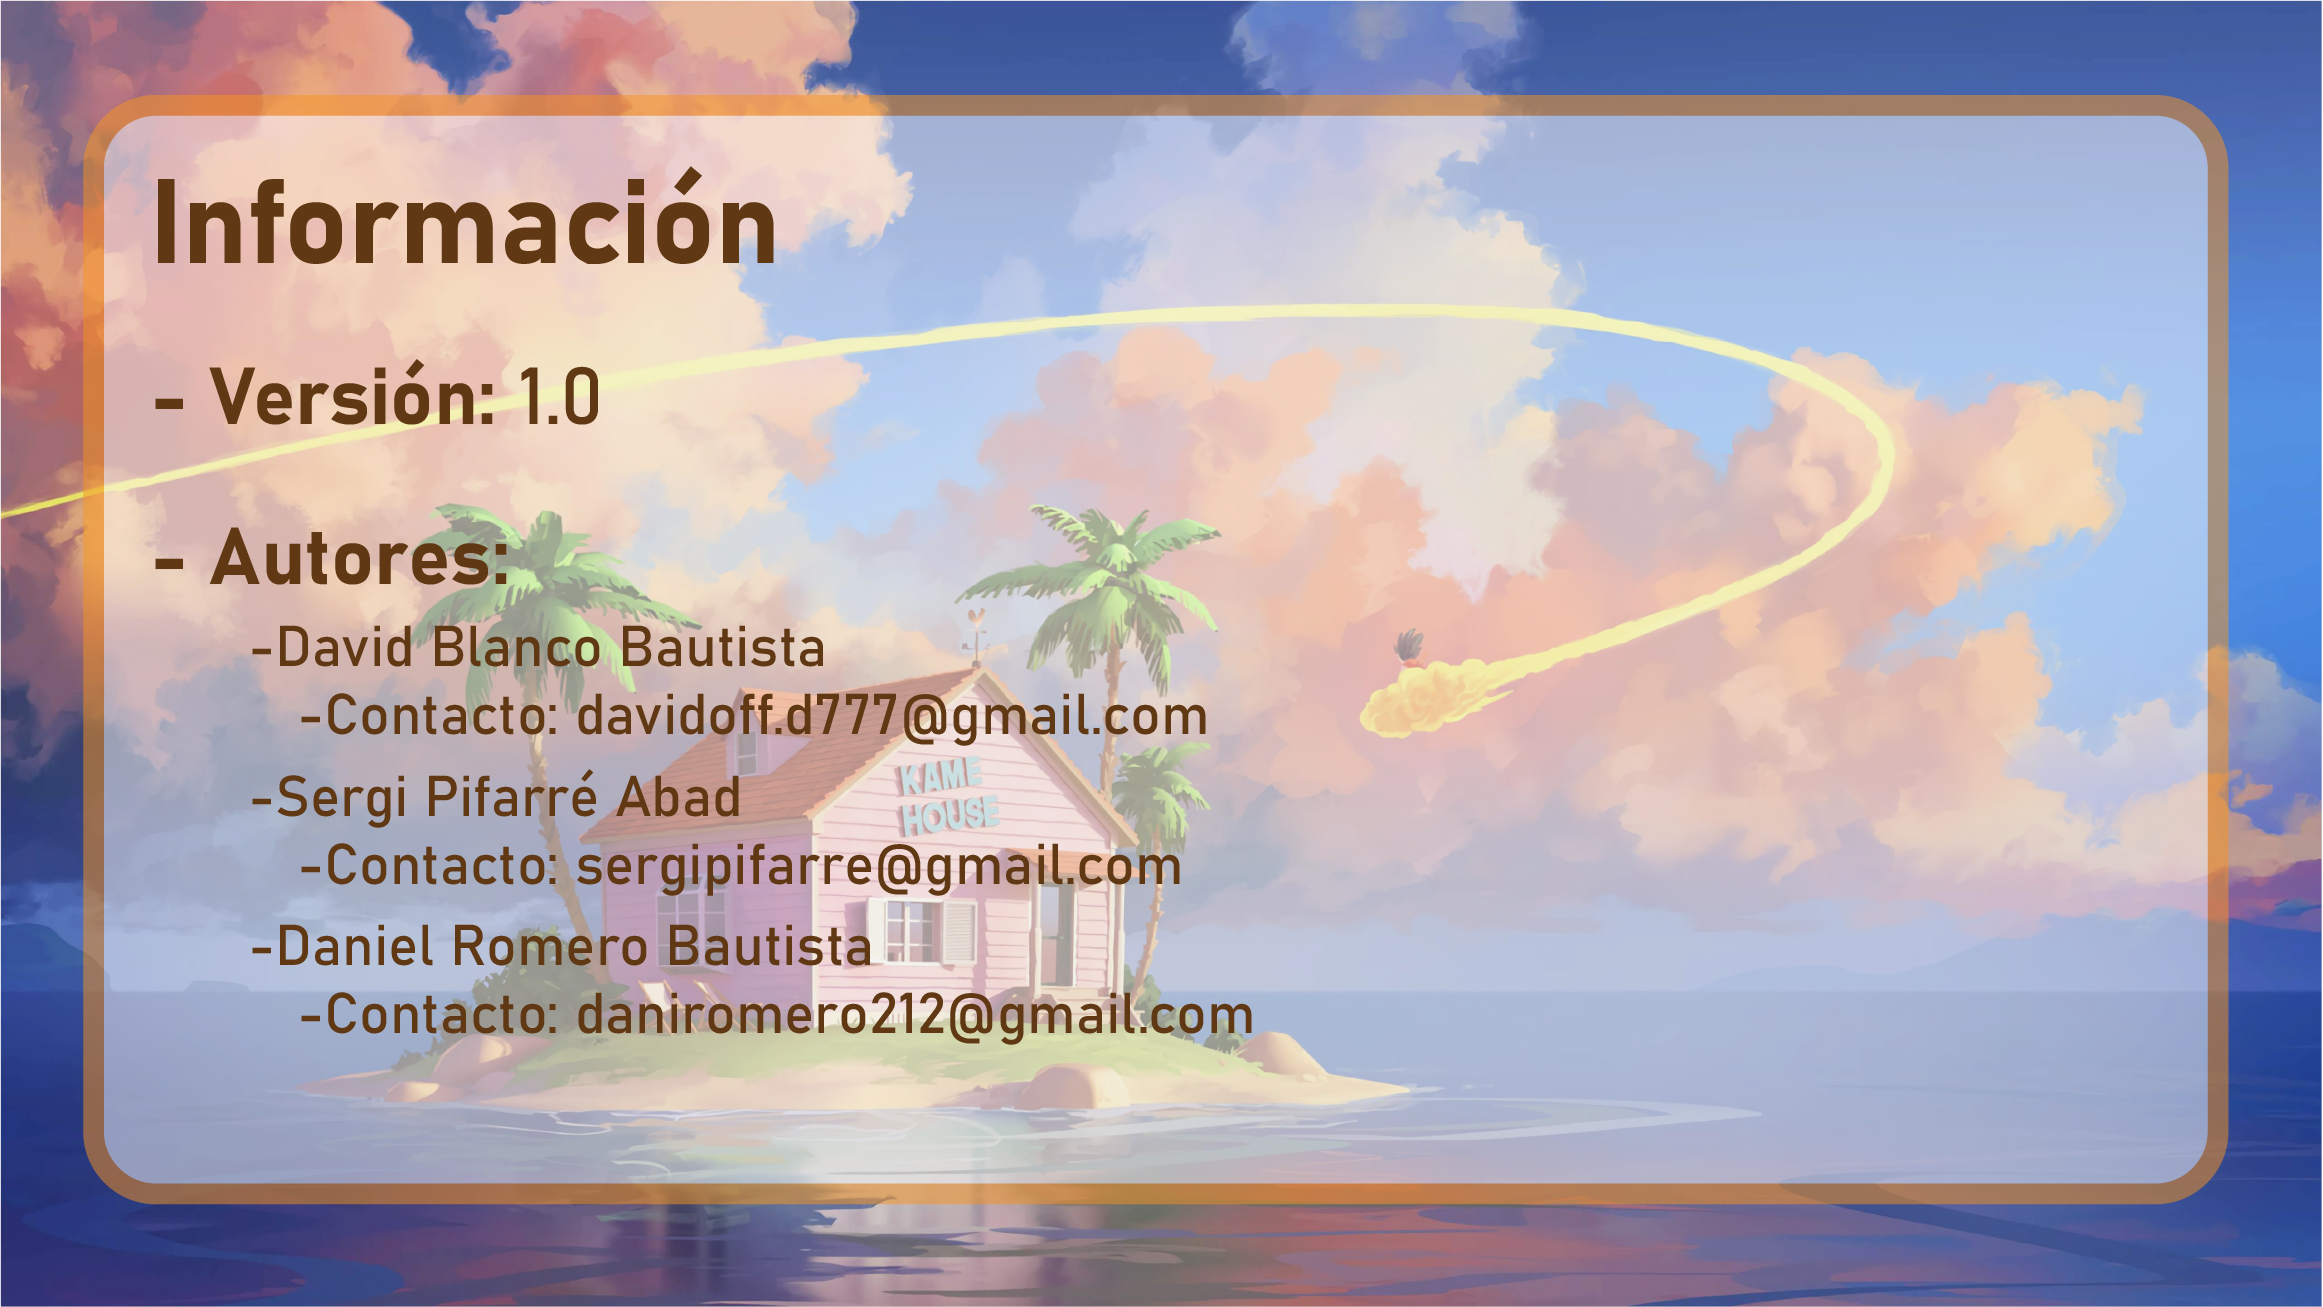 Información
- Versión: 1.0
- Autores:
-David Blanco Bautista
-Contacto: davidoff.d777@gmail.com
-Sergi Pifarré Abad
KAME
HOUSE
-Contacto: sergipifarre@gmail.com
-Daniel Romero Bautista
-Contacto: daniromero212@gmail.com